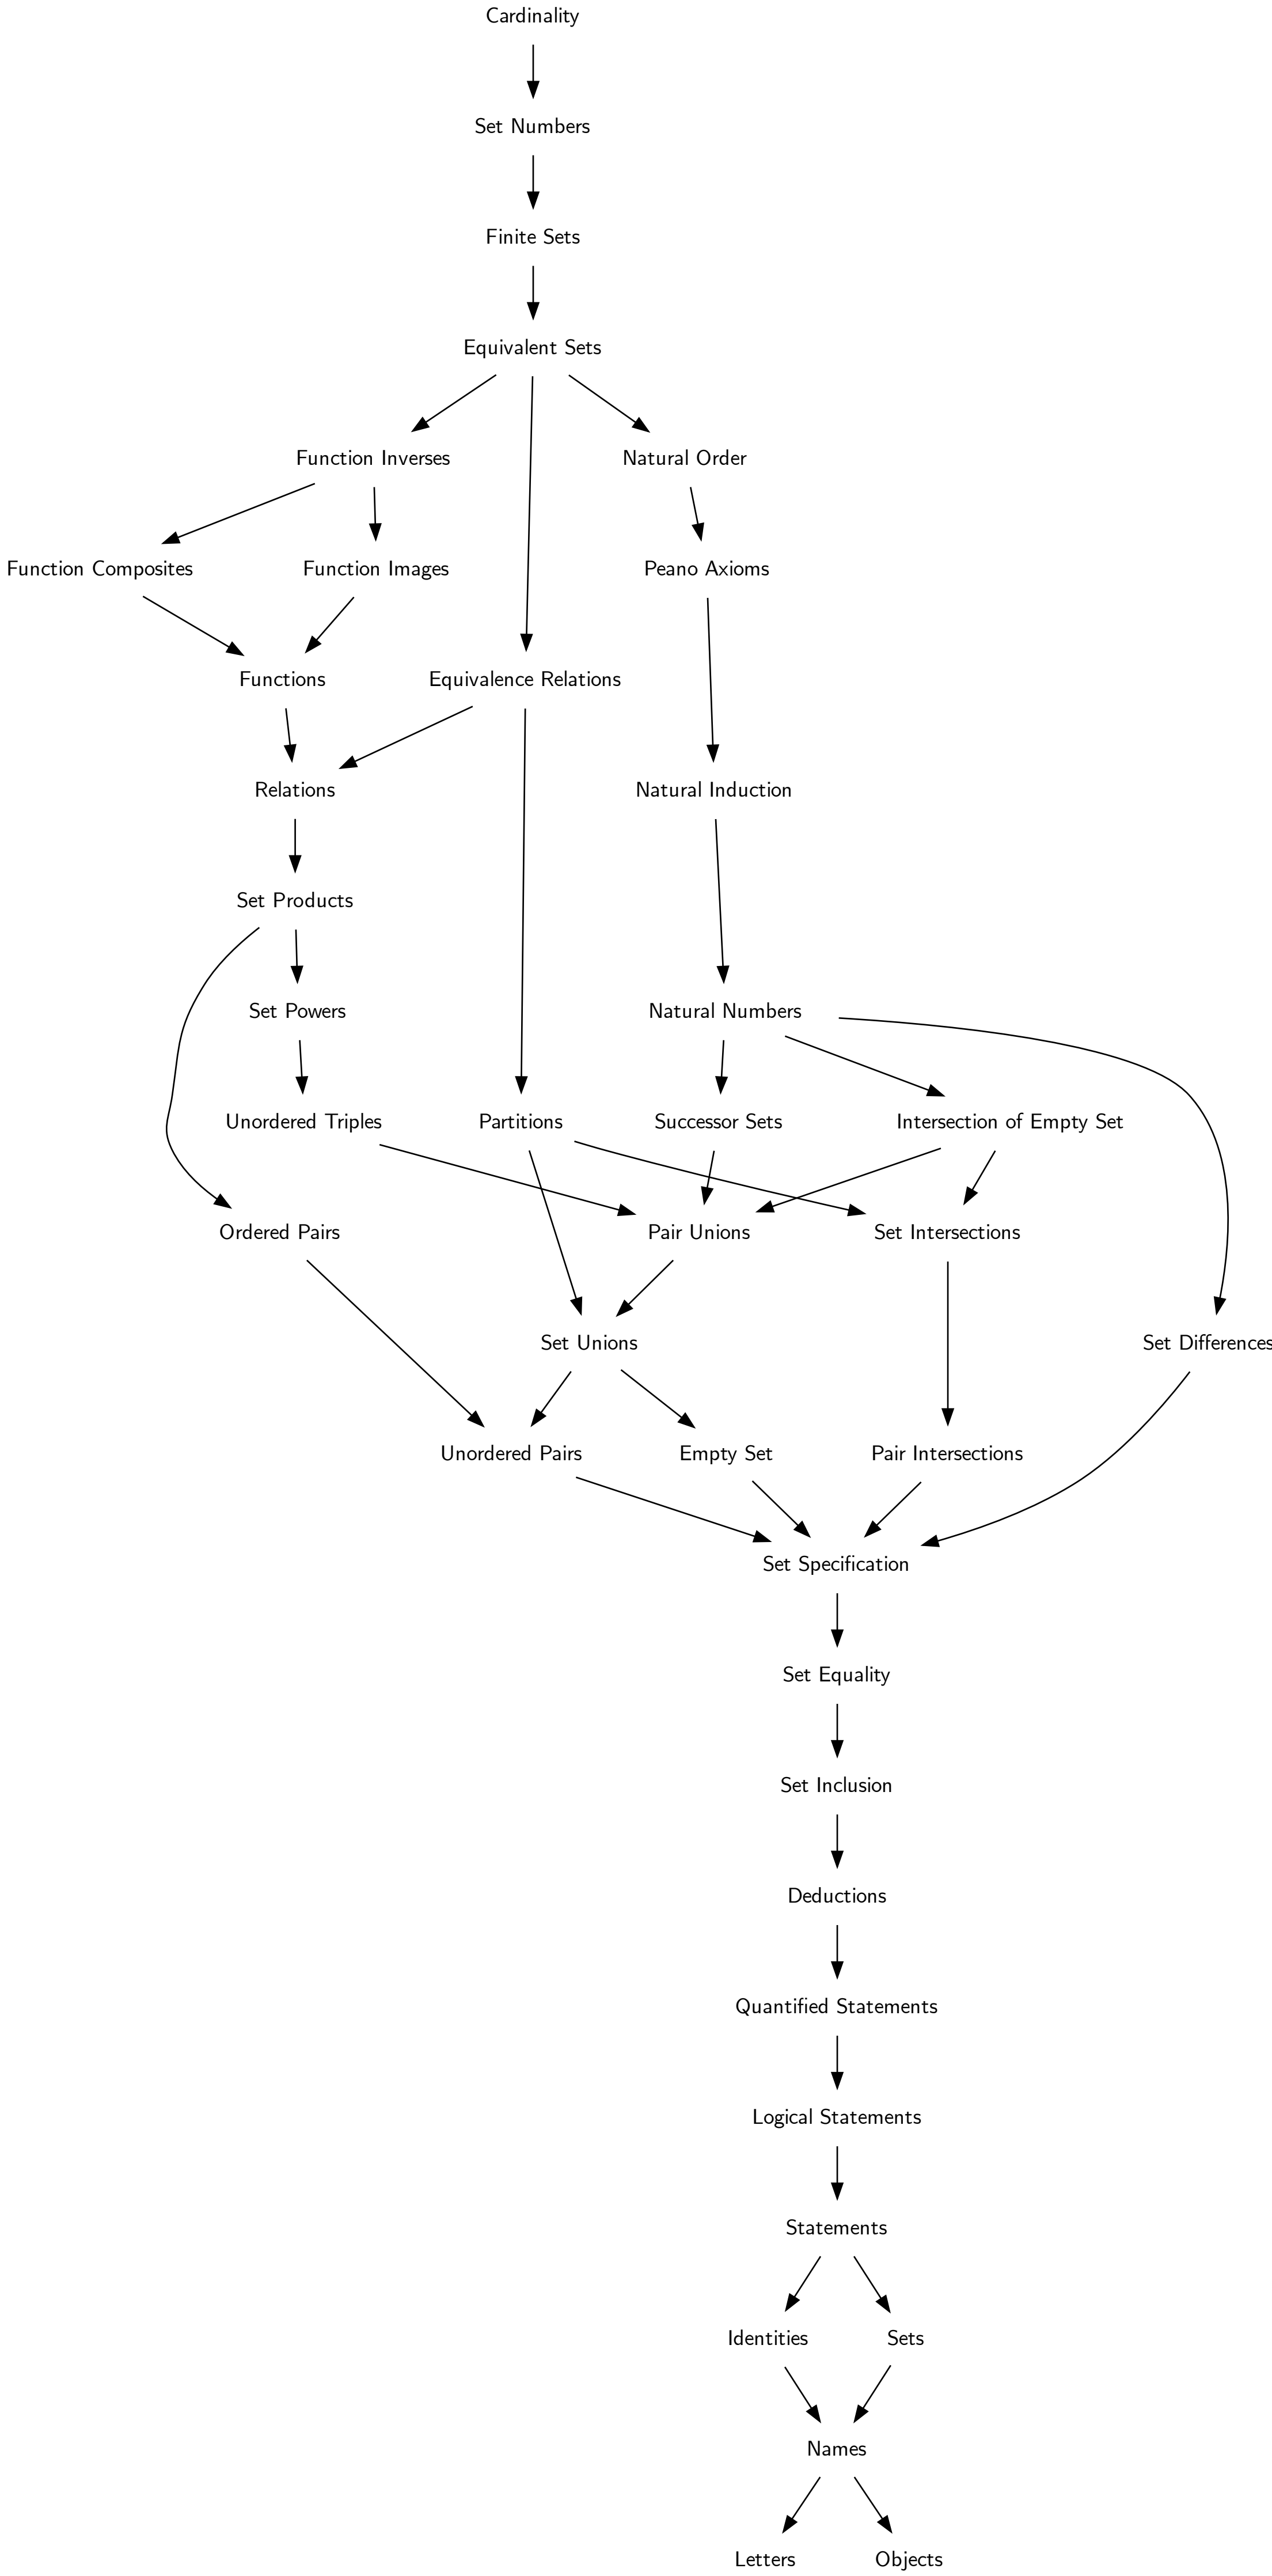 Cardinality
Set Numbers
Finite Sets
Equivalent Sets
Function Inverses
Natural Order
Function Composites
Function Images
Peano Axioms
Functions
Equivalence Relations
Relations
Natural Induction
Set Products
Set Powers
Natural Numbers
Unordered Triples
Partitions
Successor Sets
Intersection of Empty Set
Ordered Pairs
Pair Unions
Set Intersections
Set Unions
Set Differences
Unordered Pairs
Empty Set
Pair Intersections
Set Specification
Set Equality
Set Inclusion
Deductions
Quantified Statements
Logical Statements
Statements
Identities
Sets
Names
Letters
Objects